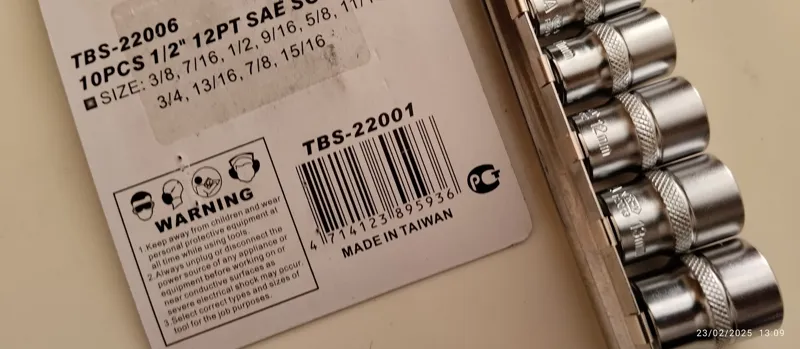 TBS-22006
10PCS 1/2" 12PT SAE
SIZE: 3/8, 7/16, 1/2, 9/16, 5/8,
3/4, 13/16, 7/8, 15/16
TBS-22001
4 714123 895936
MADE IN TAIWAN
WARNING
1.Keep away from children and wear
personal protective equipment at
all time while using tools.
2.Always unplug or disconnect the
power source of any appliance or
equipment before working on or
near conductive surfaces as
severe electrical shock may occur
3.Select correct types and sizes of
tool for the job purposes.
12mm
13mm
23/02/2025 13:09